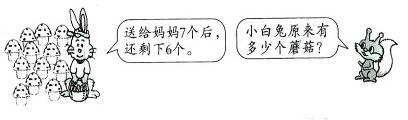 送给妈妈7个后，
还剩下6个。
小白兔原来有
多少个蘑菇？